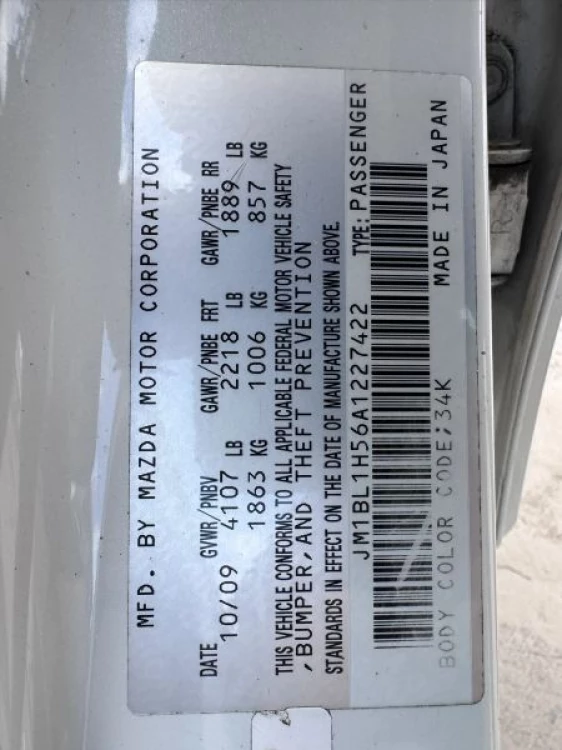 MFD. BY MAZDA MOTOR CORPORATION
DATE GVWR/PNBV GAWR/PNBE FRT GAWR/PNBE RR
10/09 4107 LB 2218 LB 1889 LB
1863 KG 1006 KG 857 KG
THIS VEHICLE CONFORMS TO ALL APPLICABLE FEDERAL MOTOR VEHICLE SAFETY
,BUMPER,AND THEFT PREVENTION
STANDARDS IN EFFECT ON THE DATE OF MANUFACTURE SHOWN ABOVE.
JM1BL1H56A1227422 TYPE:PASSENGER
BODY COLOR CODE;34K MADE IN JAPAN